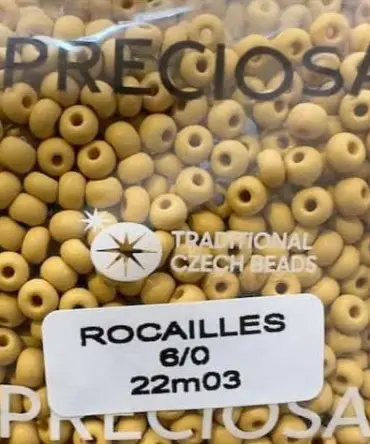 PRECIOSA
TRADITIONAL
CZECH BEADS
ROCAILLES
6/0
22m03
PRECIOSA